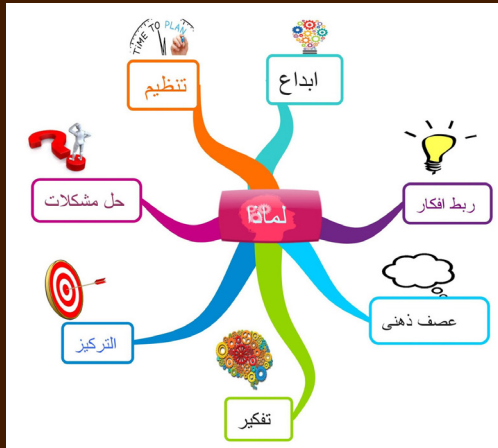 TIME TO PLAN
تنظيم
ابداع
حل مشكلات
لماذا
ربط افكار
التركيز
عصف ذهنى
تفكير